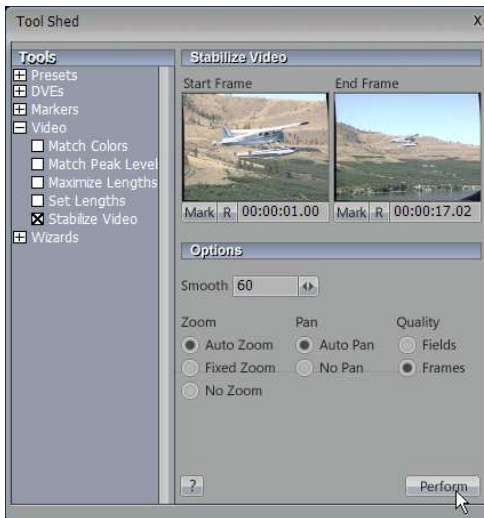 Tool Shed X
Tools
Presets
DVEs
Markers
Video
Match Colors
Match Peak Level
Maximize Lengths
Set Lengths
Stabilize Video
Wizards
Stabilize Video
Start Frame End Frame
Mark R 00:00:01.00 Mark R 00:00:17.02
Options
Smooth 60
Zoom Pan Quality
Auto Zoom Auto Pan Fields
Fixed Zoom No Pan Frames
No Zoom
? Perform